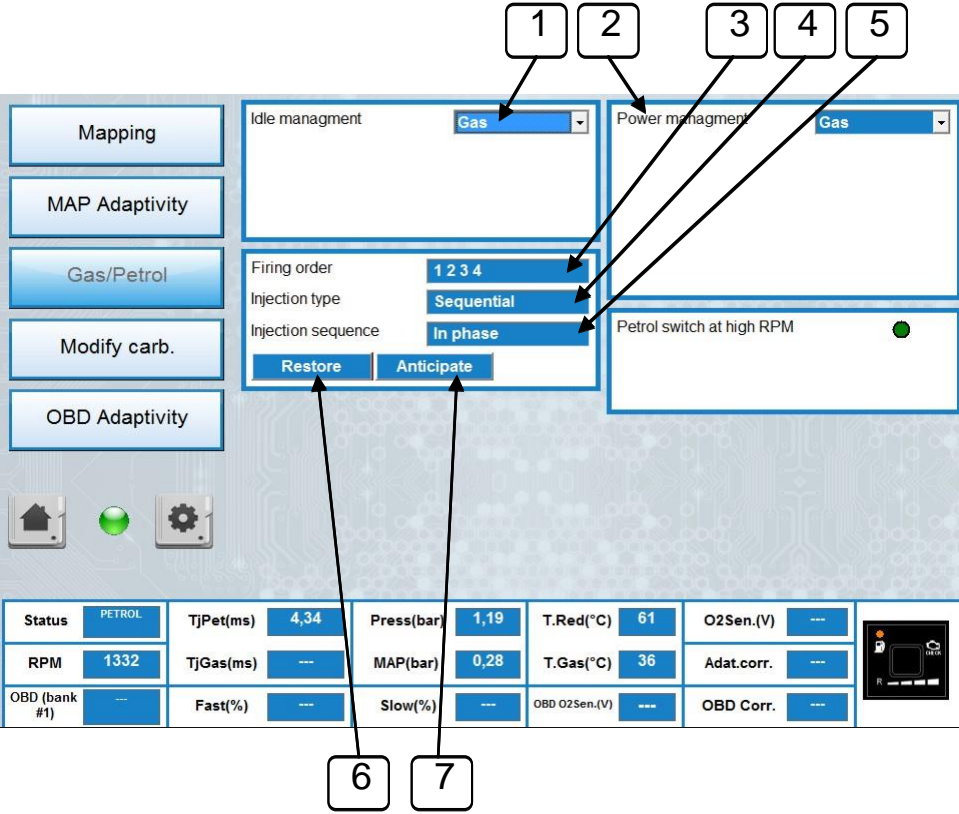 1 2 3 4 5
Mapping
MAP Adaptivity
Gas/Petrol
Modify carb.
OBD Adaptivity
Idle managment Gas
Power managment Gas
Firing order 1 2 3 4
Injection type Sequential
Injection sequence In phase
Restore Anticipate
Petrol switch at high RPM
Status PETROL TjPet(ms) 4,34 Press(bar) 1,19 T.Red(°C) 61 O2Sen.(V) ---
RPM 1332 TjGas(ms) --- MAP(bar) 0,28 T.Gas(°C) 36 Adat.corr. ---
OBD (bank
#1) --- Fast(%) --- Slow(%) --- OBD O2Sen.(V) --- OBD Corr. ---
CHECK
R
6 7